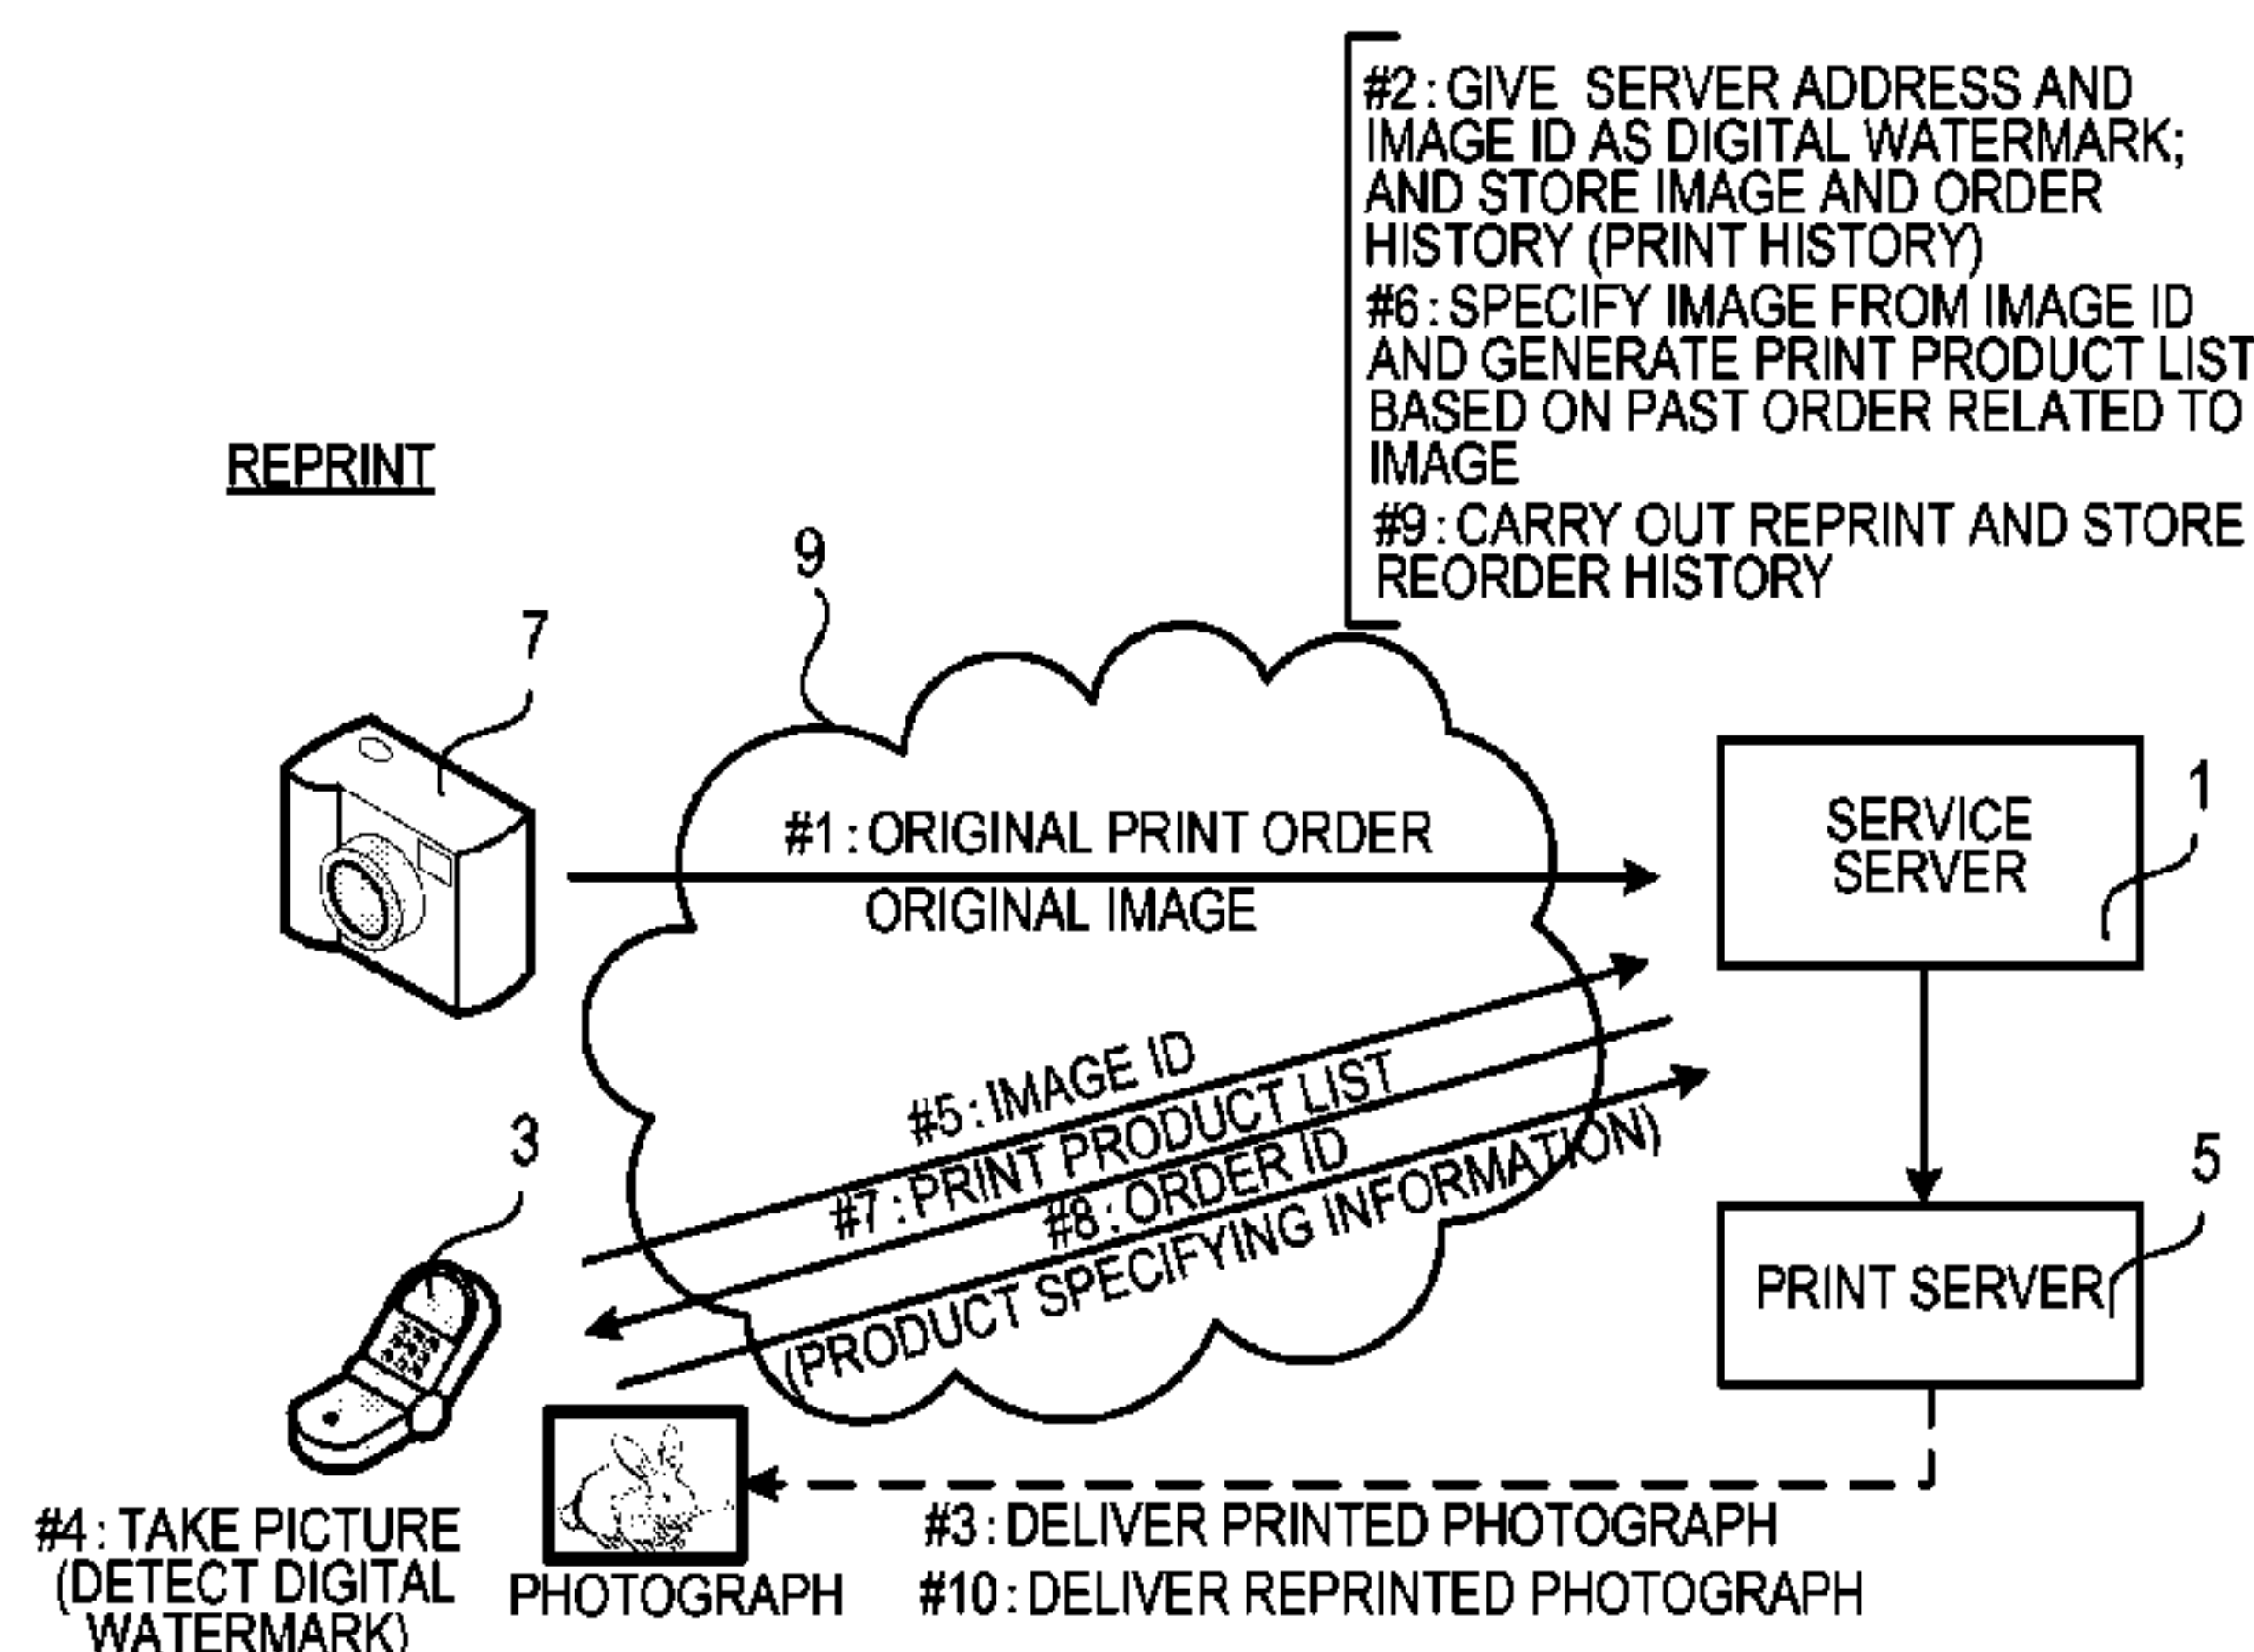 #2 : GIVE SERVER ADDRESS AND
IMAGE ID AS DIGITAL WATERMARK;
AND STORE IMAGE AND ORDER
HISTORY (PRINT HISTORY)
#6 : SPECIFY IMAGE FROM IMAGE ID
AND GENERATE PRINT PRODUCT LIST
BASED ON PAST ORDER RELATED TO
IMAGE
#9 : CARRY OUT REPRINT AND STORE
REORDER HISTORY
REPRINT
9
7
#1 : ORIGINAL PRINT ORDER
ORIGINAL IMAGE
SERVICE
SERVER
1
#5 : IMAGE ID
#7 : PRINT PRODUCT LIST
#8 : ORDER ID
(PRODUCT SPECIFYING INFORMATION)
3
5
PRINT SERVER
#4 : TAKE PICTURE
(DETECT DIGITAL
WATERMARK)
PHOTOGRAPH
#3 : DELIVER PRINTED PHOTOGRAPH
#10 : DELIVER REPRINTED PHOTOGRAPH